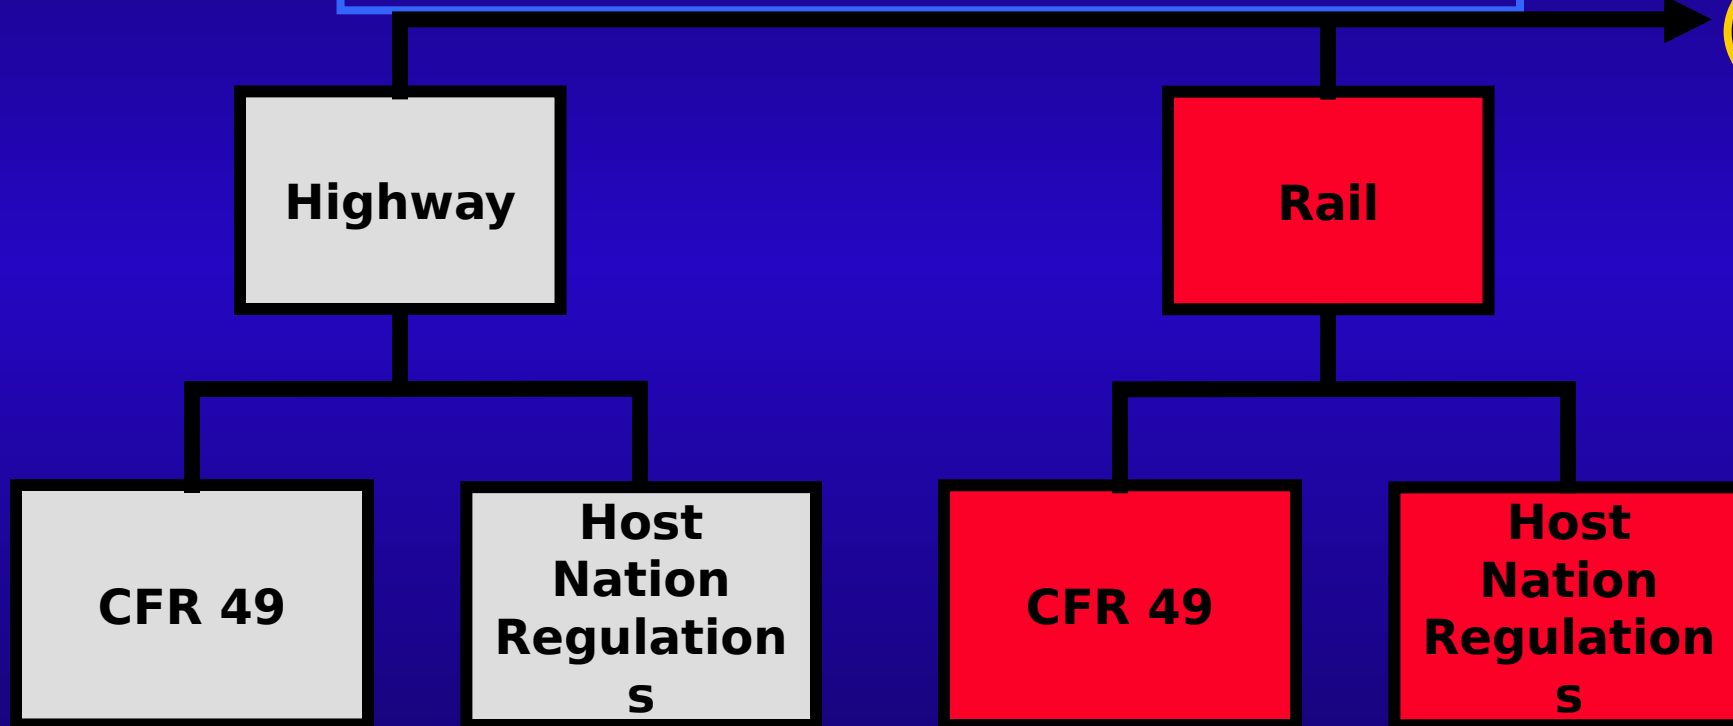 Highway
Rail
CFR 49
Host
Nation
Regulation
s
CFR 49
Host
Nation
Regulation
s